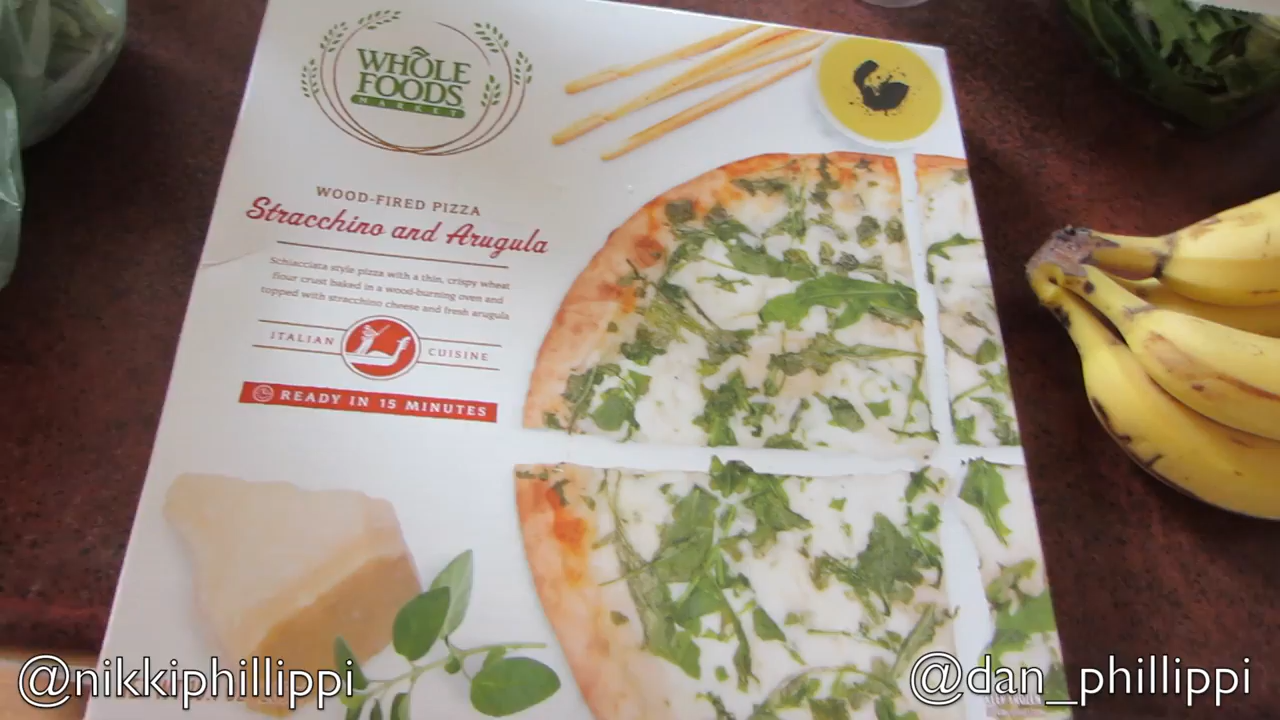 WHOLE
FOODS
MARKET
WOOD-FIRED PIZZA
Stracchino and Arugula
Schiacciata style pizza with a thin, crispy wheat
flour crust baked in a wood-burning oven and
topped with stracchino cheese and fresh arugula
ITALIAN CUISINE
READY IN 15 MINUTES
@nikkiphillippi
@dan_phillippi